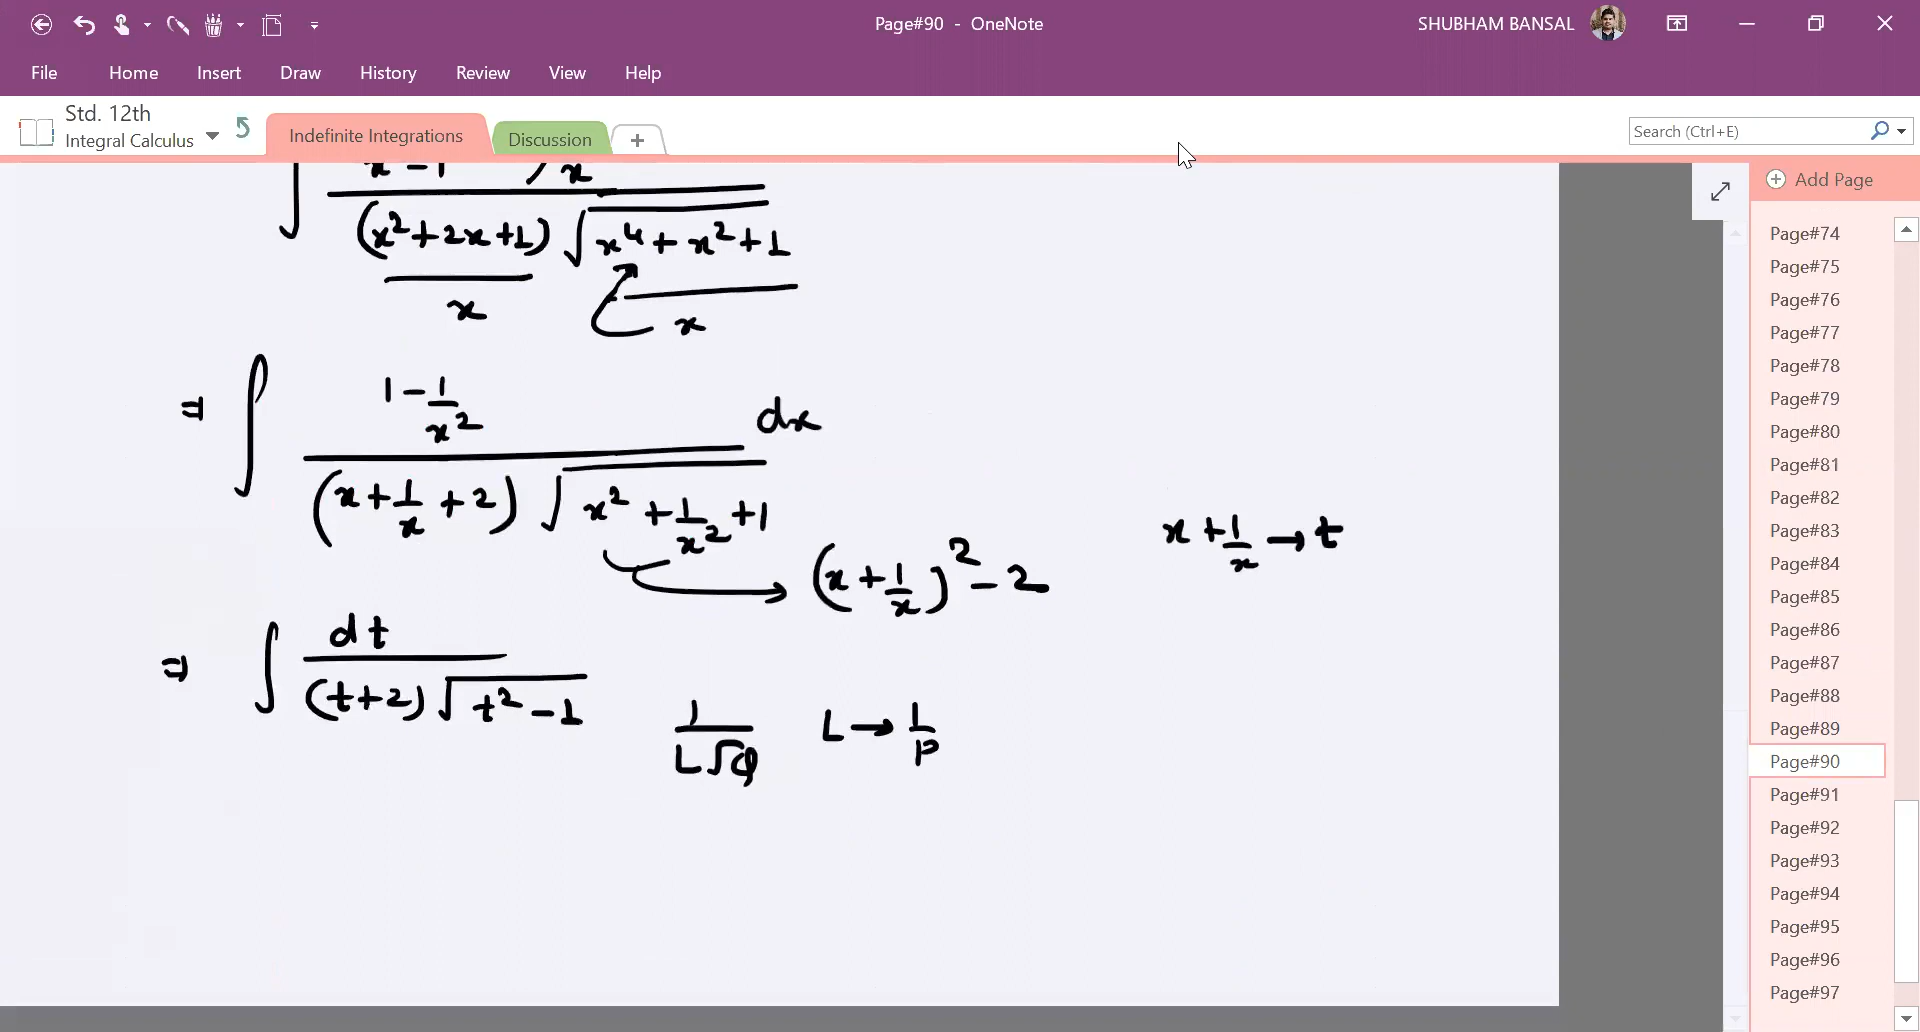 Page#90 - OneNote
SHUBHAM BANSAL
File Home Insert Draw History Review View Help
Std. 12th
Integral Calculus
Indefinite Integrations
Discussion
+
Search (Ctrl+E)
Add Page
x - 1 / x
∫ (x² + 2x + 1) √(x⁴ + x² + 1)
x x
⇒ ∫ (1 - 1/x²) / ((x + 1/x + 2) √(x² + 1/x² + 1)) dx
x + 1/x → t
(x + 1/x)² - 2
⇒ ∫ dt / ((t+2) √(t² - 1))
1/(L√Q) L → 1/P
Page#74
Page#75
Page#76
Page#77
Page#78
Page#79
Page#80
Page#81
Page#82
Page#83
Page#84
Page#85
Page#86
Page#87
Page#88
Page#89
Page#90
Page#91
Page#92
Page#93
Page#94
Page#95
Page#96
Page#97